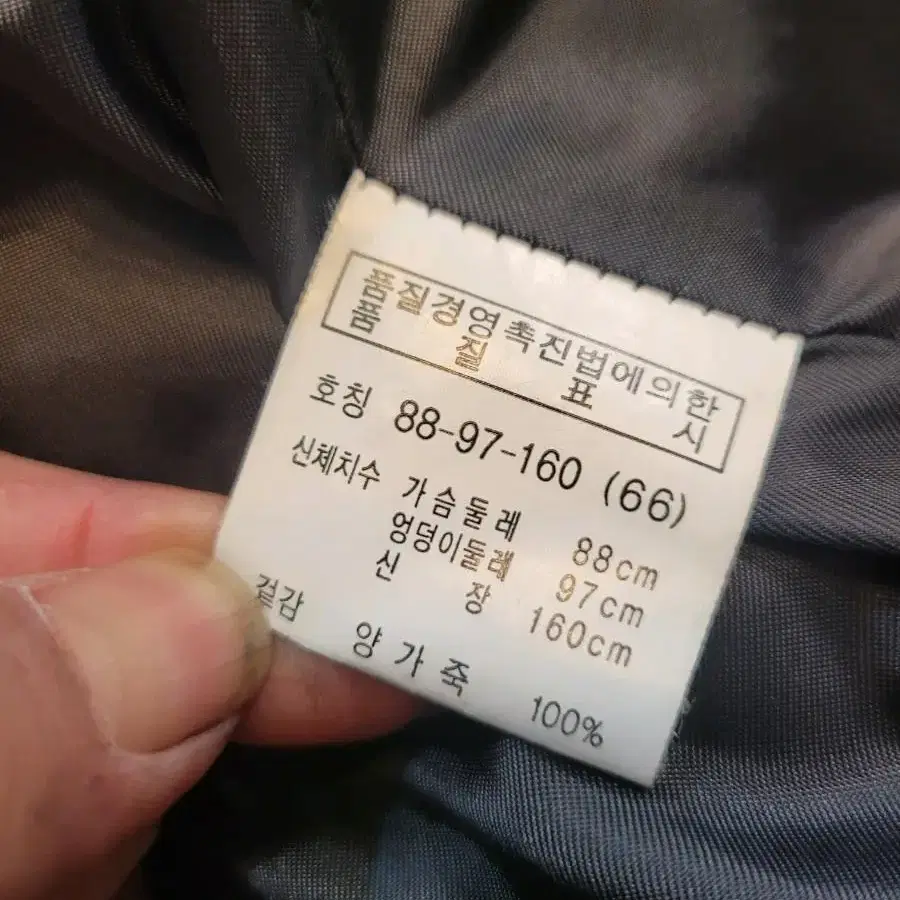 품질경영촉진법에의한
품 질 표 시
호칭 88-97-160 (66)
신체치수 가슴둘레 88cm
엉덩이둘레 97cm
신 장 160cm
겉감 양가죽 100%